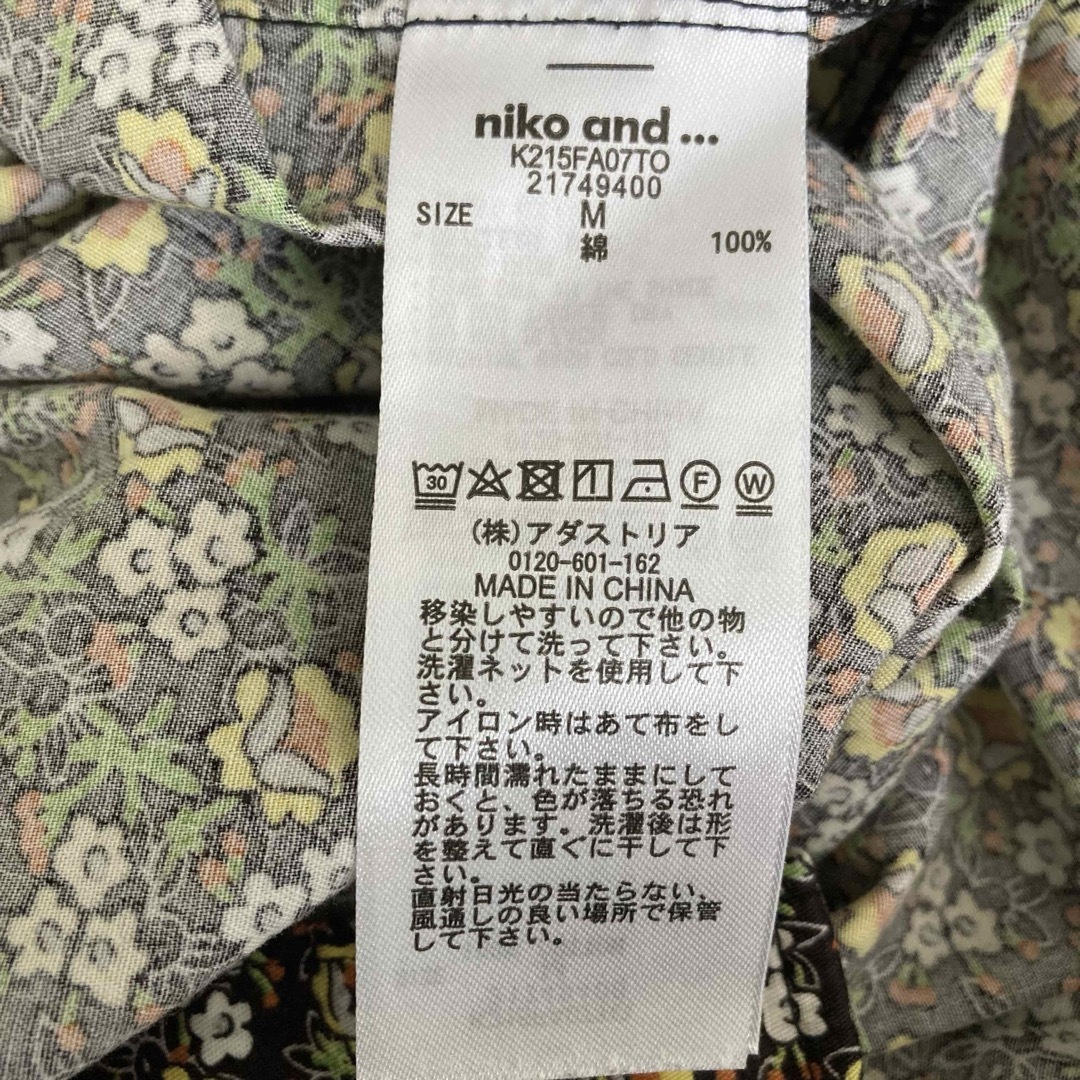 niko and ...
K215FA07TO
21749400
SIZE M
綿 100%
30 F W
(株)アダストリア
0120-601-162
MADE IN CHINA
移染しやすいので他の物
と分けて洗って下さい。
洗濯ネットを使用して下
さい。
アイロン時はあて布をし
て下さい。
長時間濡れたままにして
おくと、色が落ちる恐れ
があります。洗濯後は形
を整えて直ぐに干して下
さい。
直射日光の当たらない、
風通しの良い場所で保管
して下さい。